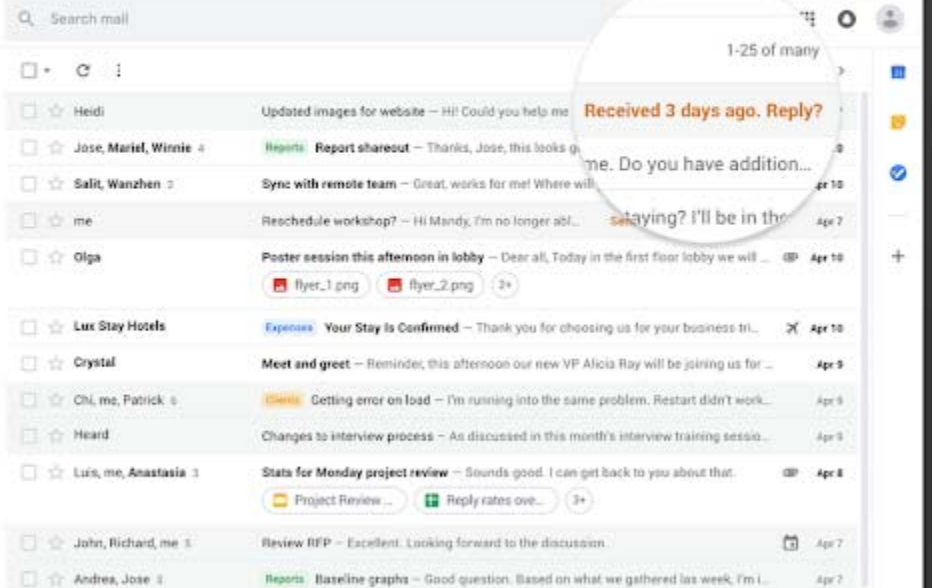 Search mail
1-25 of many
Heidi Updated images for website – Hi! Could you help me Received 3 days ago. Reply?
Jose, Mariel, Winnie 4 Reports Report shareout – Thanks, Jose, this looks g
me. Do you have addition...
Salit, Wanzhen 2 Sync with remote team – Great, works for me! Where will Apr 10
me Reschedule workshop? – Hi Mandy, I'm no longer abl... taying? I'll be in the Apr 7
Olga Poster session this afternoon in lobby – Dear all, Today in the first floor lobby we will ... Apr 10
flyer_1.png flyer_2.png 2+
Lux Stay Hotels Expenses Your Stay Is Confirmed – Thank you for choosing us for your business tri... Apr 10
Crystal Meet and greet – Reminder, this afternoon our new VP Alicia Ray will be joining us for ... Apr 9
Chi, me, Patrick 6 Clients Getting error on load – I'm running into the same problem. Restart didn't work... Apr 9
Heard Changes to interview process – As discussed in this month's interview training sessio... Apr 9
Luis, me, Anastasia 3 Stats for Monday project review – Sounds good. I can get back to you about that. Apr 8
Project Review ... Reply rates ove... 3+
John, Richard, me 5 Review RFP – Excellent. Looking forward to the discussion. Apr 7
Andrea, Jose 3 Reports Baseline graphs – Good question. Based on what we gathered las week, I'm i... Apr 7